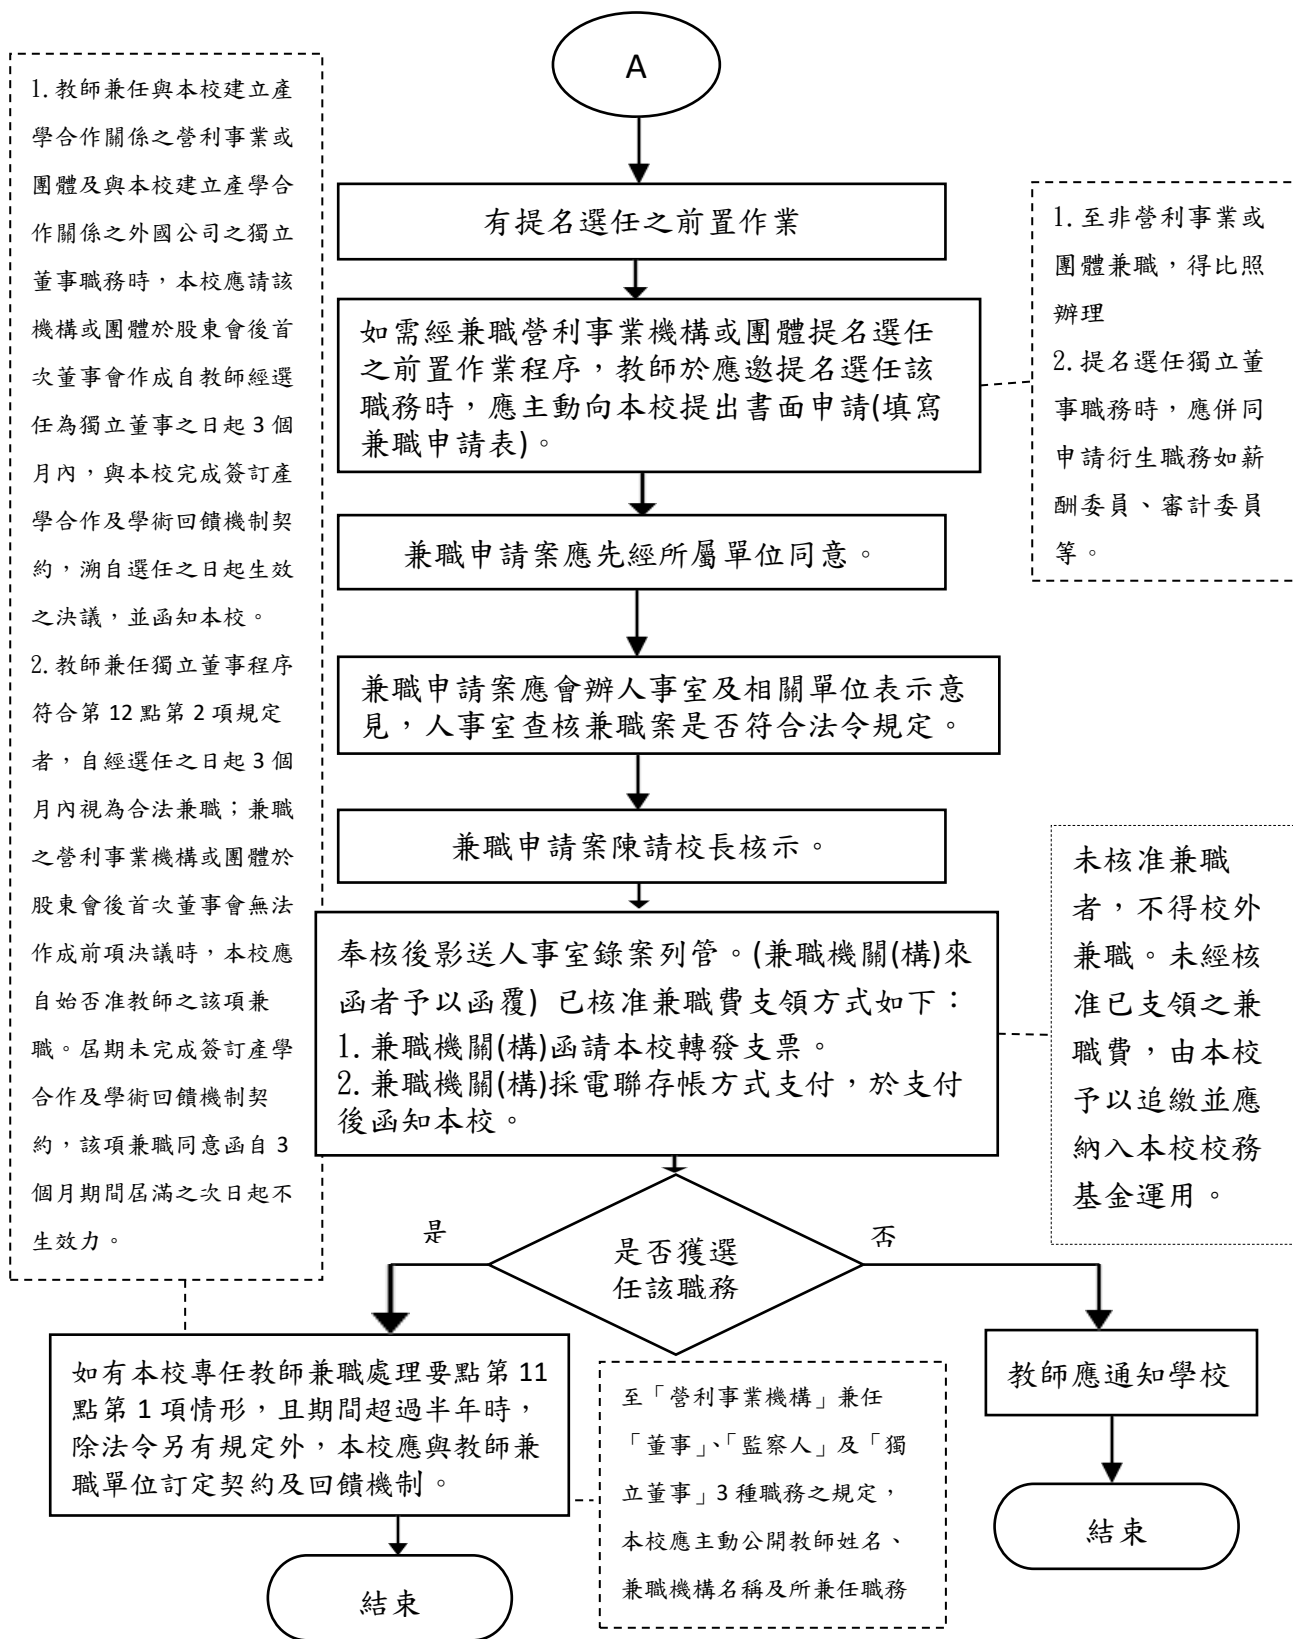 A
1.教師兼任與本校建立產
學合作關係之營利事業或
團體及與本校建立產學合
作關係之外國公司之獨立
董事職務時，本校應請該
機構或團體於股東會後首
次董事會作成自教師經選
任為獨立董事之日起3個
月內，與本校完成簽訂產
學合作及學術回饋機制契
約，溯自選任之日起生效
之決議，並函知本校。
2.教師兼任獨立董事程序
符合第12點第2項規定
者，自經選任之日起3個
月內視為合法兼職；兼職
之營利事業機構或團體於
股東會後首次董事會無法
作成前項決議時，本校應
自始否准教師之該項兼
職。屆期未完成簽訂產學
合作及學術回饋機制契
約，該項兼職同意函自3
個月期間屆滿之次日起不
生效力。
有提名選任之前置作業
如需經兼職營利事業機構或團體提名選任
之前置作業程序，教師於應邀提名選任該
職務時，應主動向本校提出書面申請(填寫
兼職申請表)。
1.至非營利事業或
團體兼職，得比照
辦理
2.提名選任獨立董
事職務時，應併同
申請衍生職務如薪
酬委員、審計委員
等。
兼職申請案應先經所屬單位同意。
兼職申請案應會辦人事室及相關單位表示意
見，人事室查核兼職案是否符合法令規定。
兼職申請案陳請校長核示。
奉核後影送人事室錄案列管。(兼職機關(構)來
函者予以函覆) 已核准兼職費支領方式如下：
1.兼職機關(構)函請本校轉發支票。
2.兼職機關(構)採電聯存帳方式支付，於支付
後函知本校。
未核准兼職
者，不得校外
兼職。未經核
准已支領之兼
職費，由本校
予以追繳並應
納入本校校務
基金運用。
是否獲選
任該職務
是
否
如有本校專任教師兼職處理要點第11
點第1項情形，且期間超過半年時，
除法令另有規定外，本校應與教師兼
職單位訂定契約及回饋機制。
至「營利事業機構」兼任
「董事」、「監察人」及「獨
立董事」3種職務之規定，
本校應主動公開教師姓名、
兼職機構名稱及所兼任職務
教師應通知學校
結束
結束